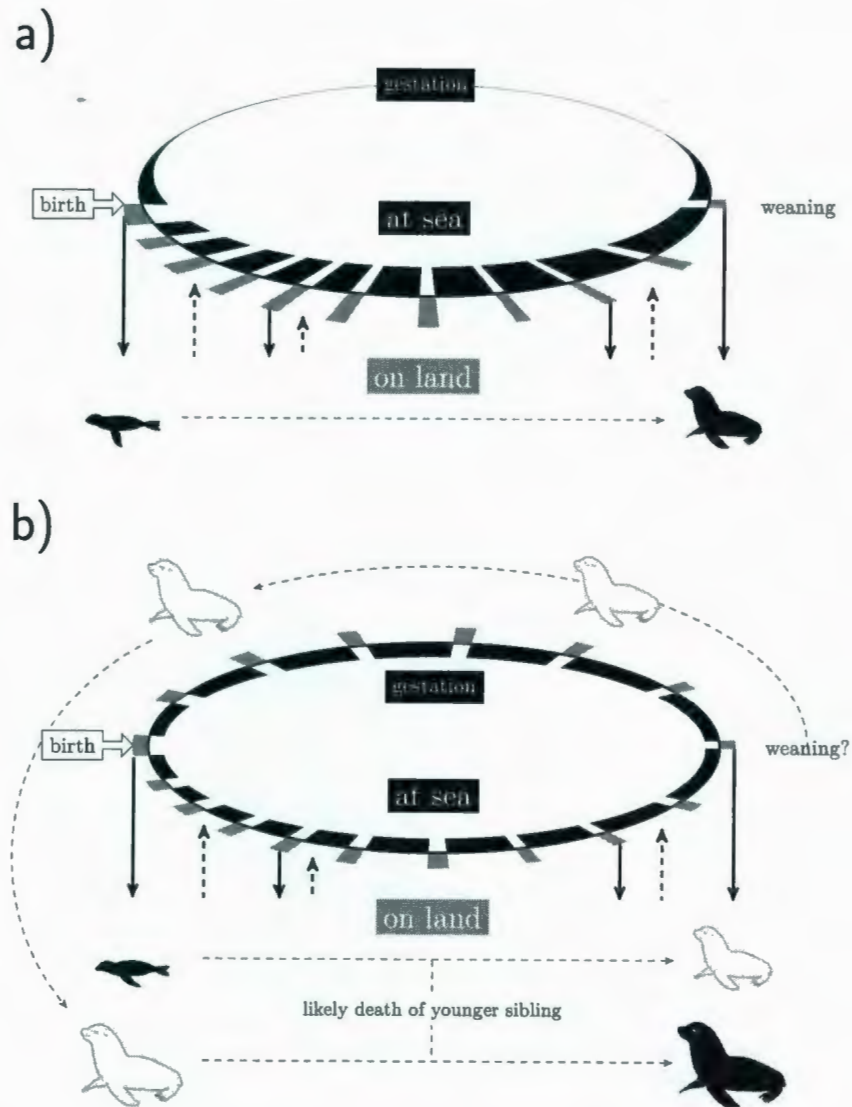 a)
gestation
birth
at sea
weaning
on land
b)
gestation
birth
weaning?
at sea
on land
likely death of younger sibling